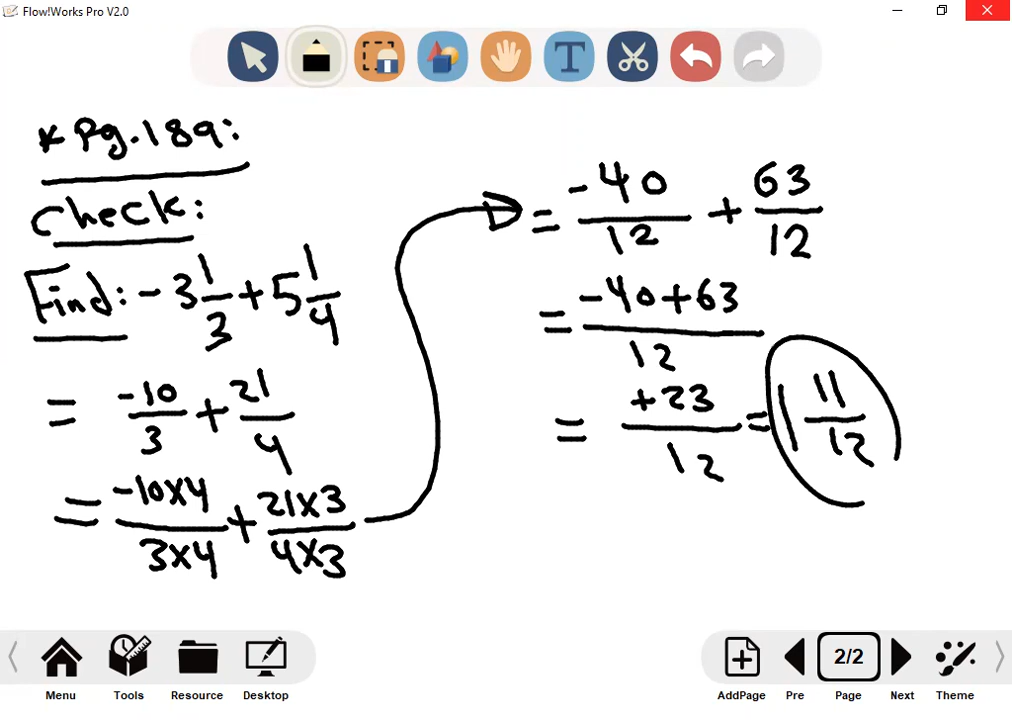 Flow!Works Pro V2.0
* Pg. 189:
Check:
Find: -3 1/3 + 5 1/4
= -10/3 + 21/4
= -10x4/3x4 + 21x3/4x3
= -40/12 + 63/12
= -40+63/12
= +23/12 = 1 11/12
Menu Tools Resource Desktop
2/2
AddPage Pre Page Next Theme